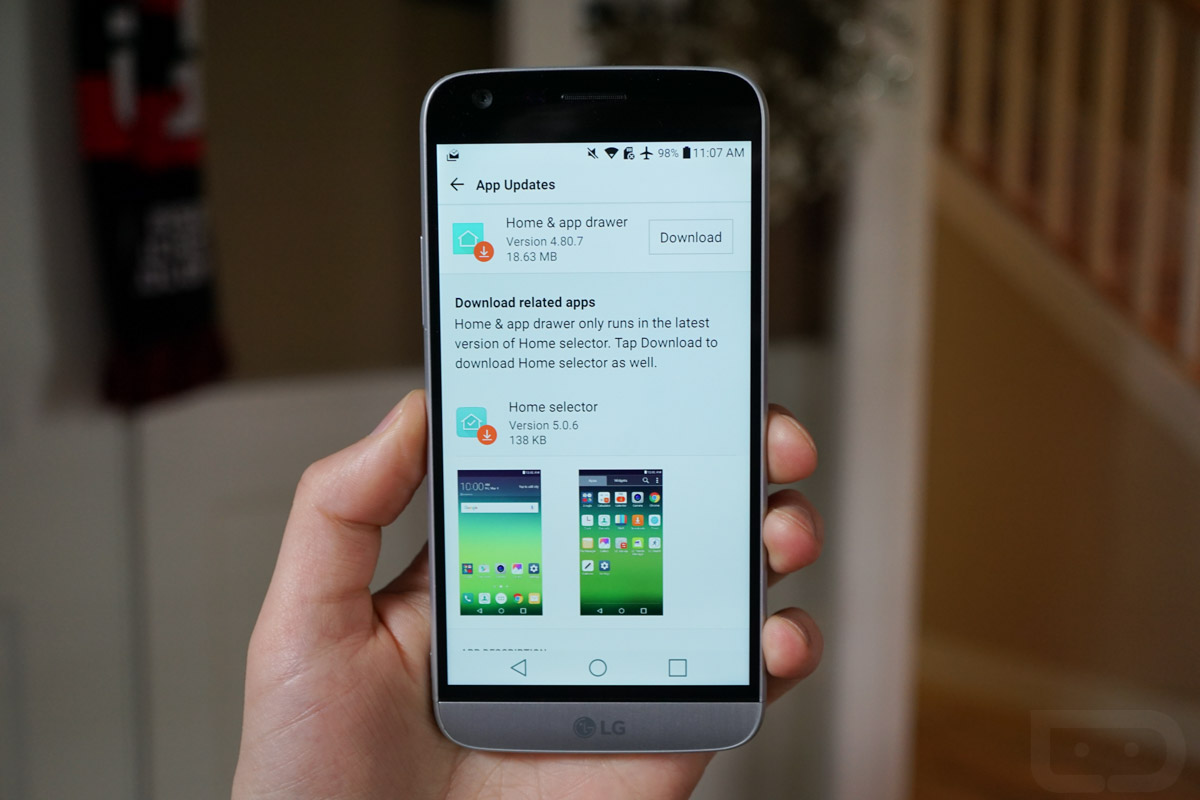 98% 11:07 AM
App Updates
Home & app drawer
Version 4.80.7
18.63 MB
Download
Download related apps
Home & app drawer only runs in the latest
version of Home selector. Tap Download to
download Home selector as well.
Home selector
Version 5.0.6
138 KB
10:00
Google
Widgets
LG